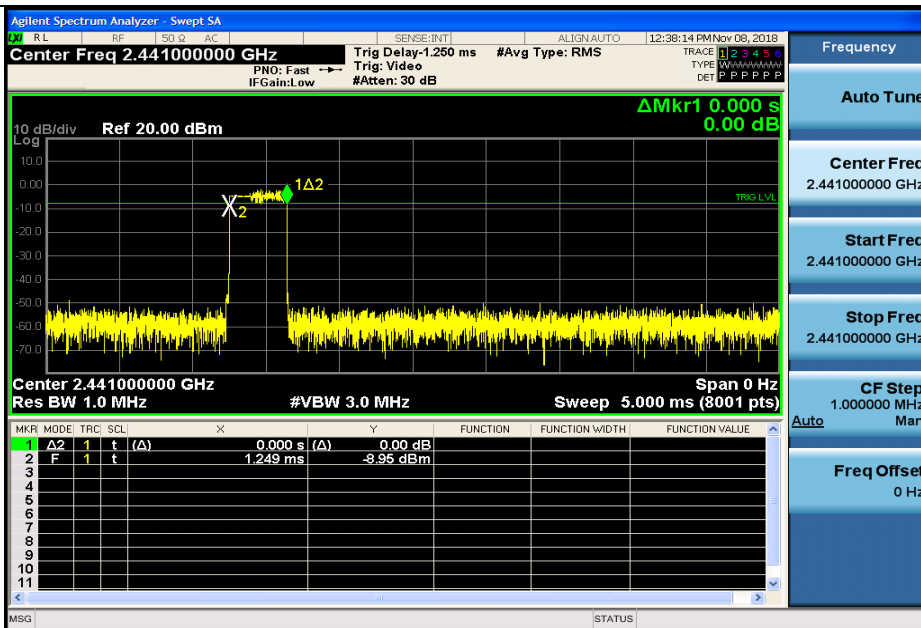 Agilent Spectrum Analyzer - Swept SA
LXI RL RF 50 Ω AC SENSE:INT ALIGN AUTO 12:38:14 PM Nov 08, 2018
Center Freq 2.441000000 GHz
PNO: Fast
IFGain:Low
Trig Delay-1.250 ms
Trig: Video
#Atten: 30 dB
#Avg Type: RMS
TRACE 1 2 3 4 5 6
TYPE WWWWWW
DET P P P P P P
ΔMkr1 0.000 s
0.00 dB
10 dB/div
Log
Ref 20.00 dBm
10.0
0.00
-10.0
-20.0
-30.0
-40.0
-50.0
-60.0
-70.0
1Δ2
X2
TRIG LVL
Center 2.441000000 GHz Span 0 Hz
Res BW 1.0 MHz #VBW 3.0 MHz Sweep 5.000 ms (8001 pts)
MKR MODE TRC SCL X Y FUNCTION FUNCTION WIDTH FUNCTION VALUE
1 Δ2 1 t (Δ) 0.000 s (Δ) 0.00 dB
2 F 1 t 1.249 ms -8.95 dBm
3
4
5
6
7
8
9
10
11
MSG STATUS
Frequency
Auto Tune
Center Freq
2.441000000 GHz
Start Freq
2.441000000 GHz
Stop Freq
2.441000000 GHz
CF Step
1.000000 MHz
Auto Man
Freq Offset
0 Hz